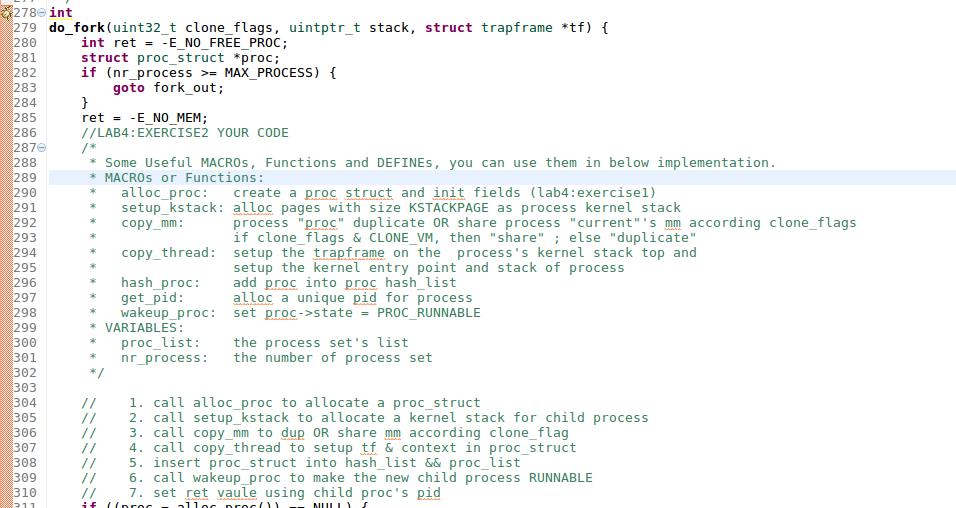 278 int
279 do_fork(uint32_t clone_flags, uintptr_t stack, struct trapframe *tf) {
280     int ret = -E_NO_FREE_PROC;
281     struct proc_struct *proc;
282     if (nr_process >= MAX_PROCESS) {
283         goto fork_out;
284     }
285     ret = -E_NO_MEM;
286     //LAB4:EXERCISE2 YOUR CODE
287     /*
288      * Some Useful MACROs, Functions and DEFINEs, you can use them in below implementation.
289      * MACROs or Functions:
290      *   alloc_proc:   create a proc struct and init fields (lab4:exercise1)
291      *   setup_kstack: alloc pages with size KSTACKPAGE as process kernel stack
292      *   copy_mm:      process "proc" duplicate OR share process "current"'s mm according clone_flags
293      *                 if clone_flags & CLONE_VM, then "share" ; else "duplicate"
294      *   copy_thread:  setup the trapframe on the  process's kernel stack top and
295      *                 setup the kernel entry point and stack of process
296      *   hash_proc:    add proc into proc hash_list
297      *   get_pid:      alloc a unique pid for process
298      *   wakeup_proc:  set proc->state = PROC_RUNNABLE
299      * VARIABLES:
300      *   proc_list:    the process set's list
301      *   nr_process:   the number of process set
302      */
303
304     //    1. call alloc_proc to allocate a proc_struct
305     //    2. call setup_kstack to allocate a kernel stack for child process
306     //    3. call copy_mm to dup OR share mm according clone_flag
307     //    4. call copy_thread to setup tf & context in proc_struct
308     //    5. insert proc_struct into hash_list && proc_list
309     //    6. call wakeup_proc to make the new child process RUNNABLE
310     //    7. set ret vaule using child proc's pid
311     if ((proc = alloc_proc()) == NULL) {